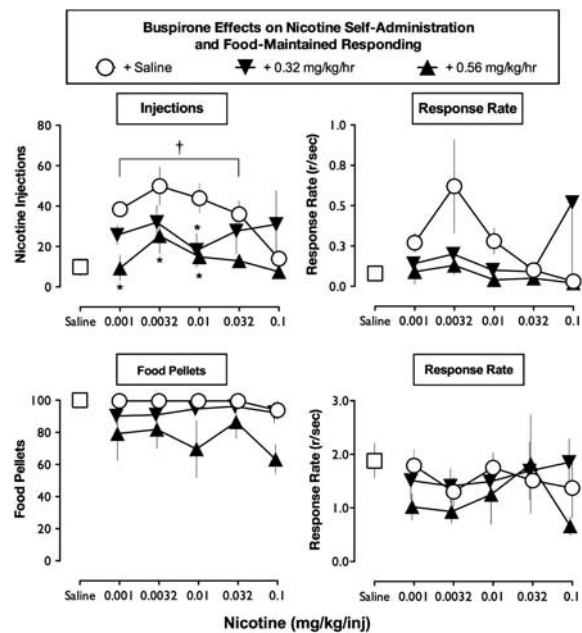 Buspirone Effects on Nicotine Self-Administration
and Food-Maintained Responding
+ Saline + 0.32 mg/kg/hr + 0.56 mg/kg/hr
Injections
Nicotine Injections
80
60
40
20
0
†
*
*
*
*
Saline 0.001 0.0032 0.01 0.032 0.1
Response Rate
Response Rate (r/sec)
1.0
0.8
0.5
0.3
0.0
Saline 0.001 0.0032 0.01 0.032 0.1
Food Pellets
Food Pellets
100
80
60
40
20
0
Saline 0.001 0.0032 0.01 0.032 0.1
Response Rate
Response Rate (r/sec)
3.0
2.0
1.0
0.0
Saline 0.001 0.0032 0.01 0.032 0.1
Nicotine (mg/kg/inj)